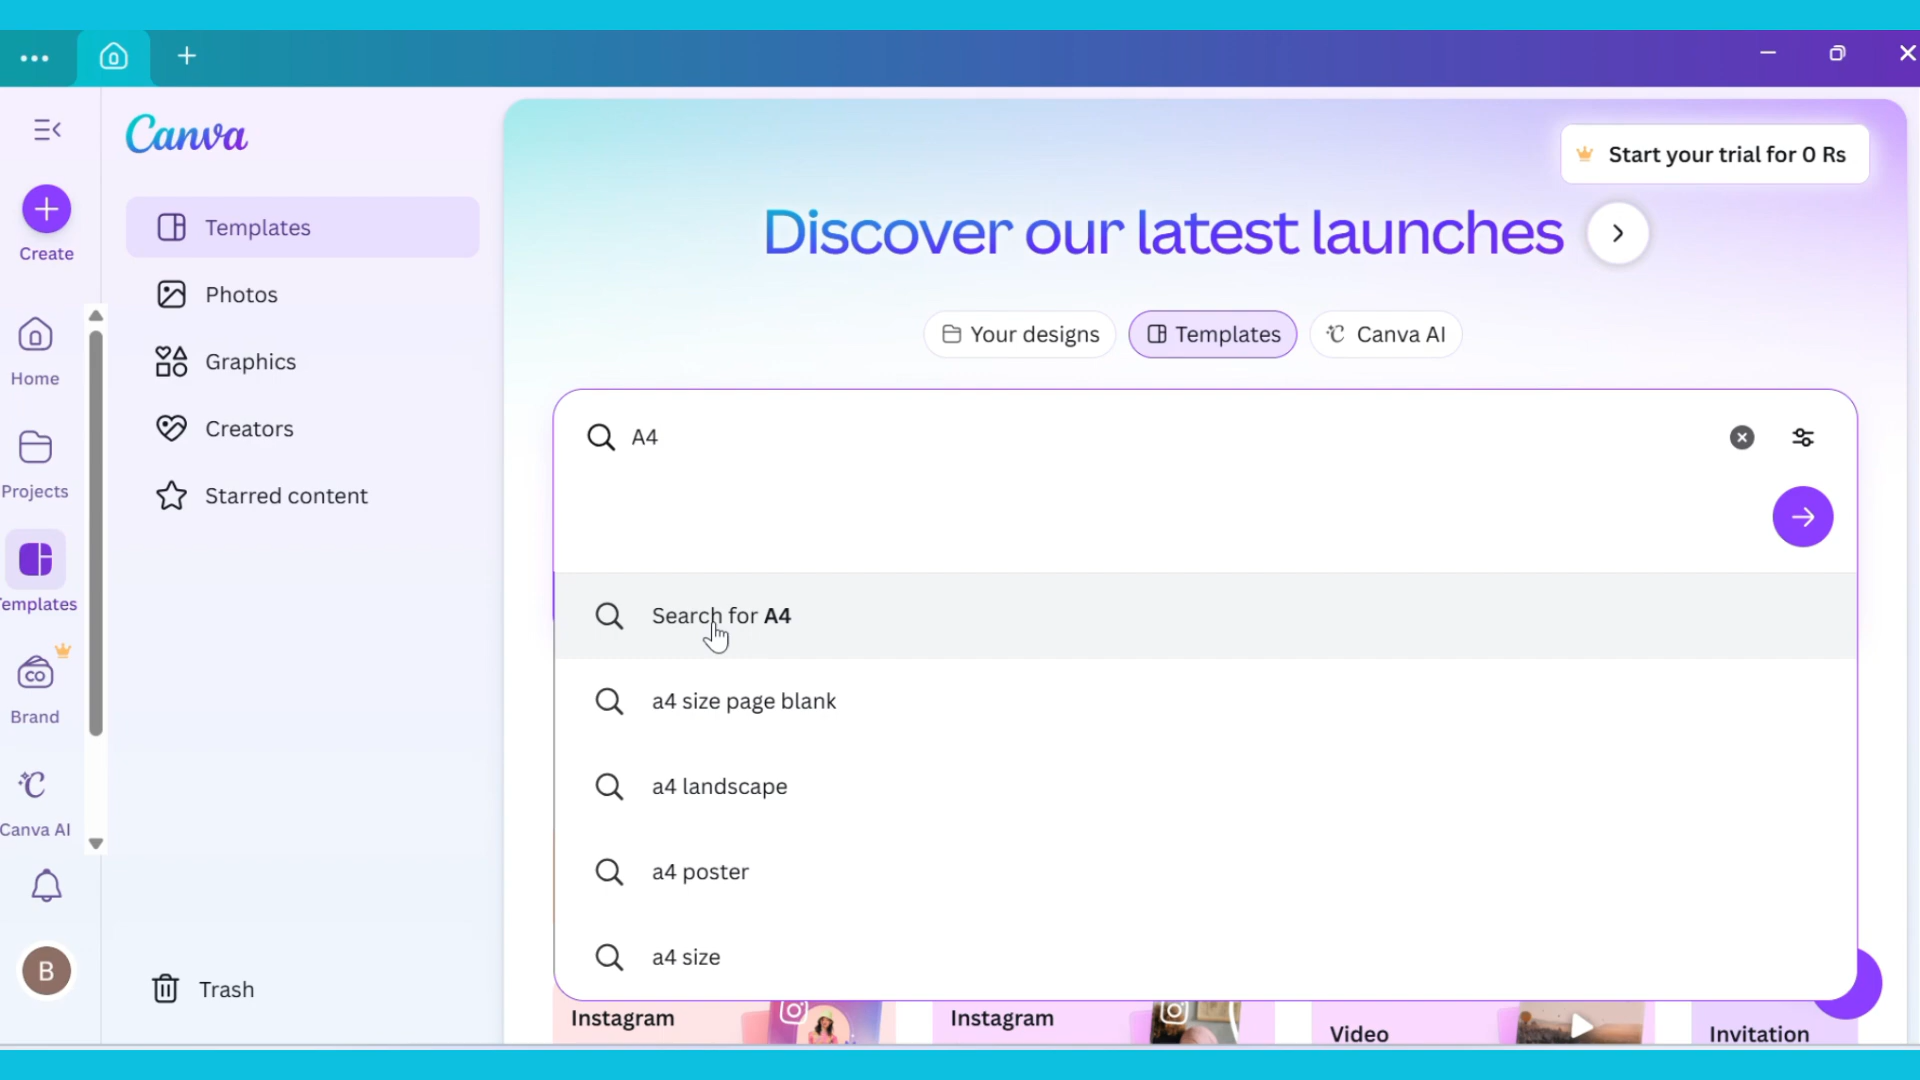 Canva
Start your trial for 0 Rs
Create
Templates
Discover our latest launches
Photos
Your designs
Templates
Canva AI
Home
Graphics
Creators
A4
Projects
Starred content
emplates
Search for A4
Brand
CO
a4 size page blank
a4 landscape
Canva AI
a4 poster
a4 size
B
Trash
Instagram
Instagram
Video
Invitation